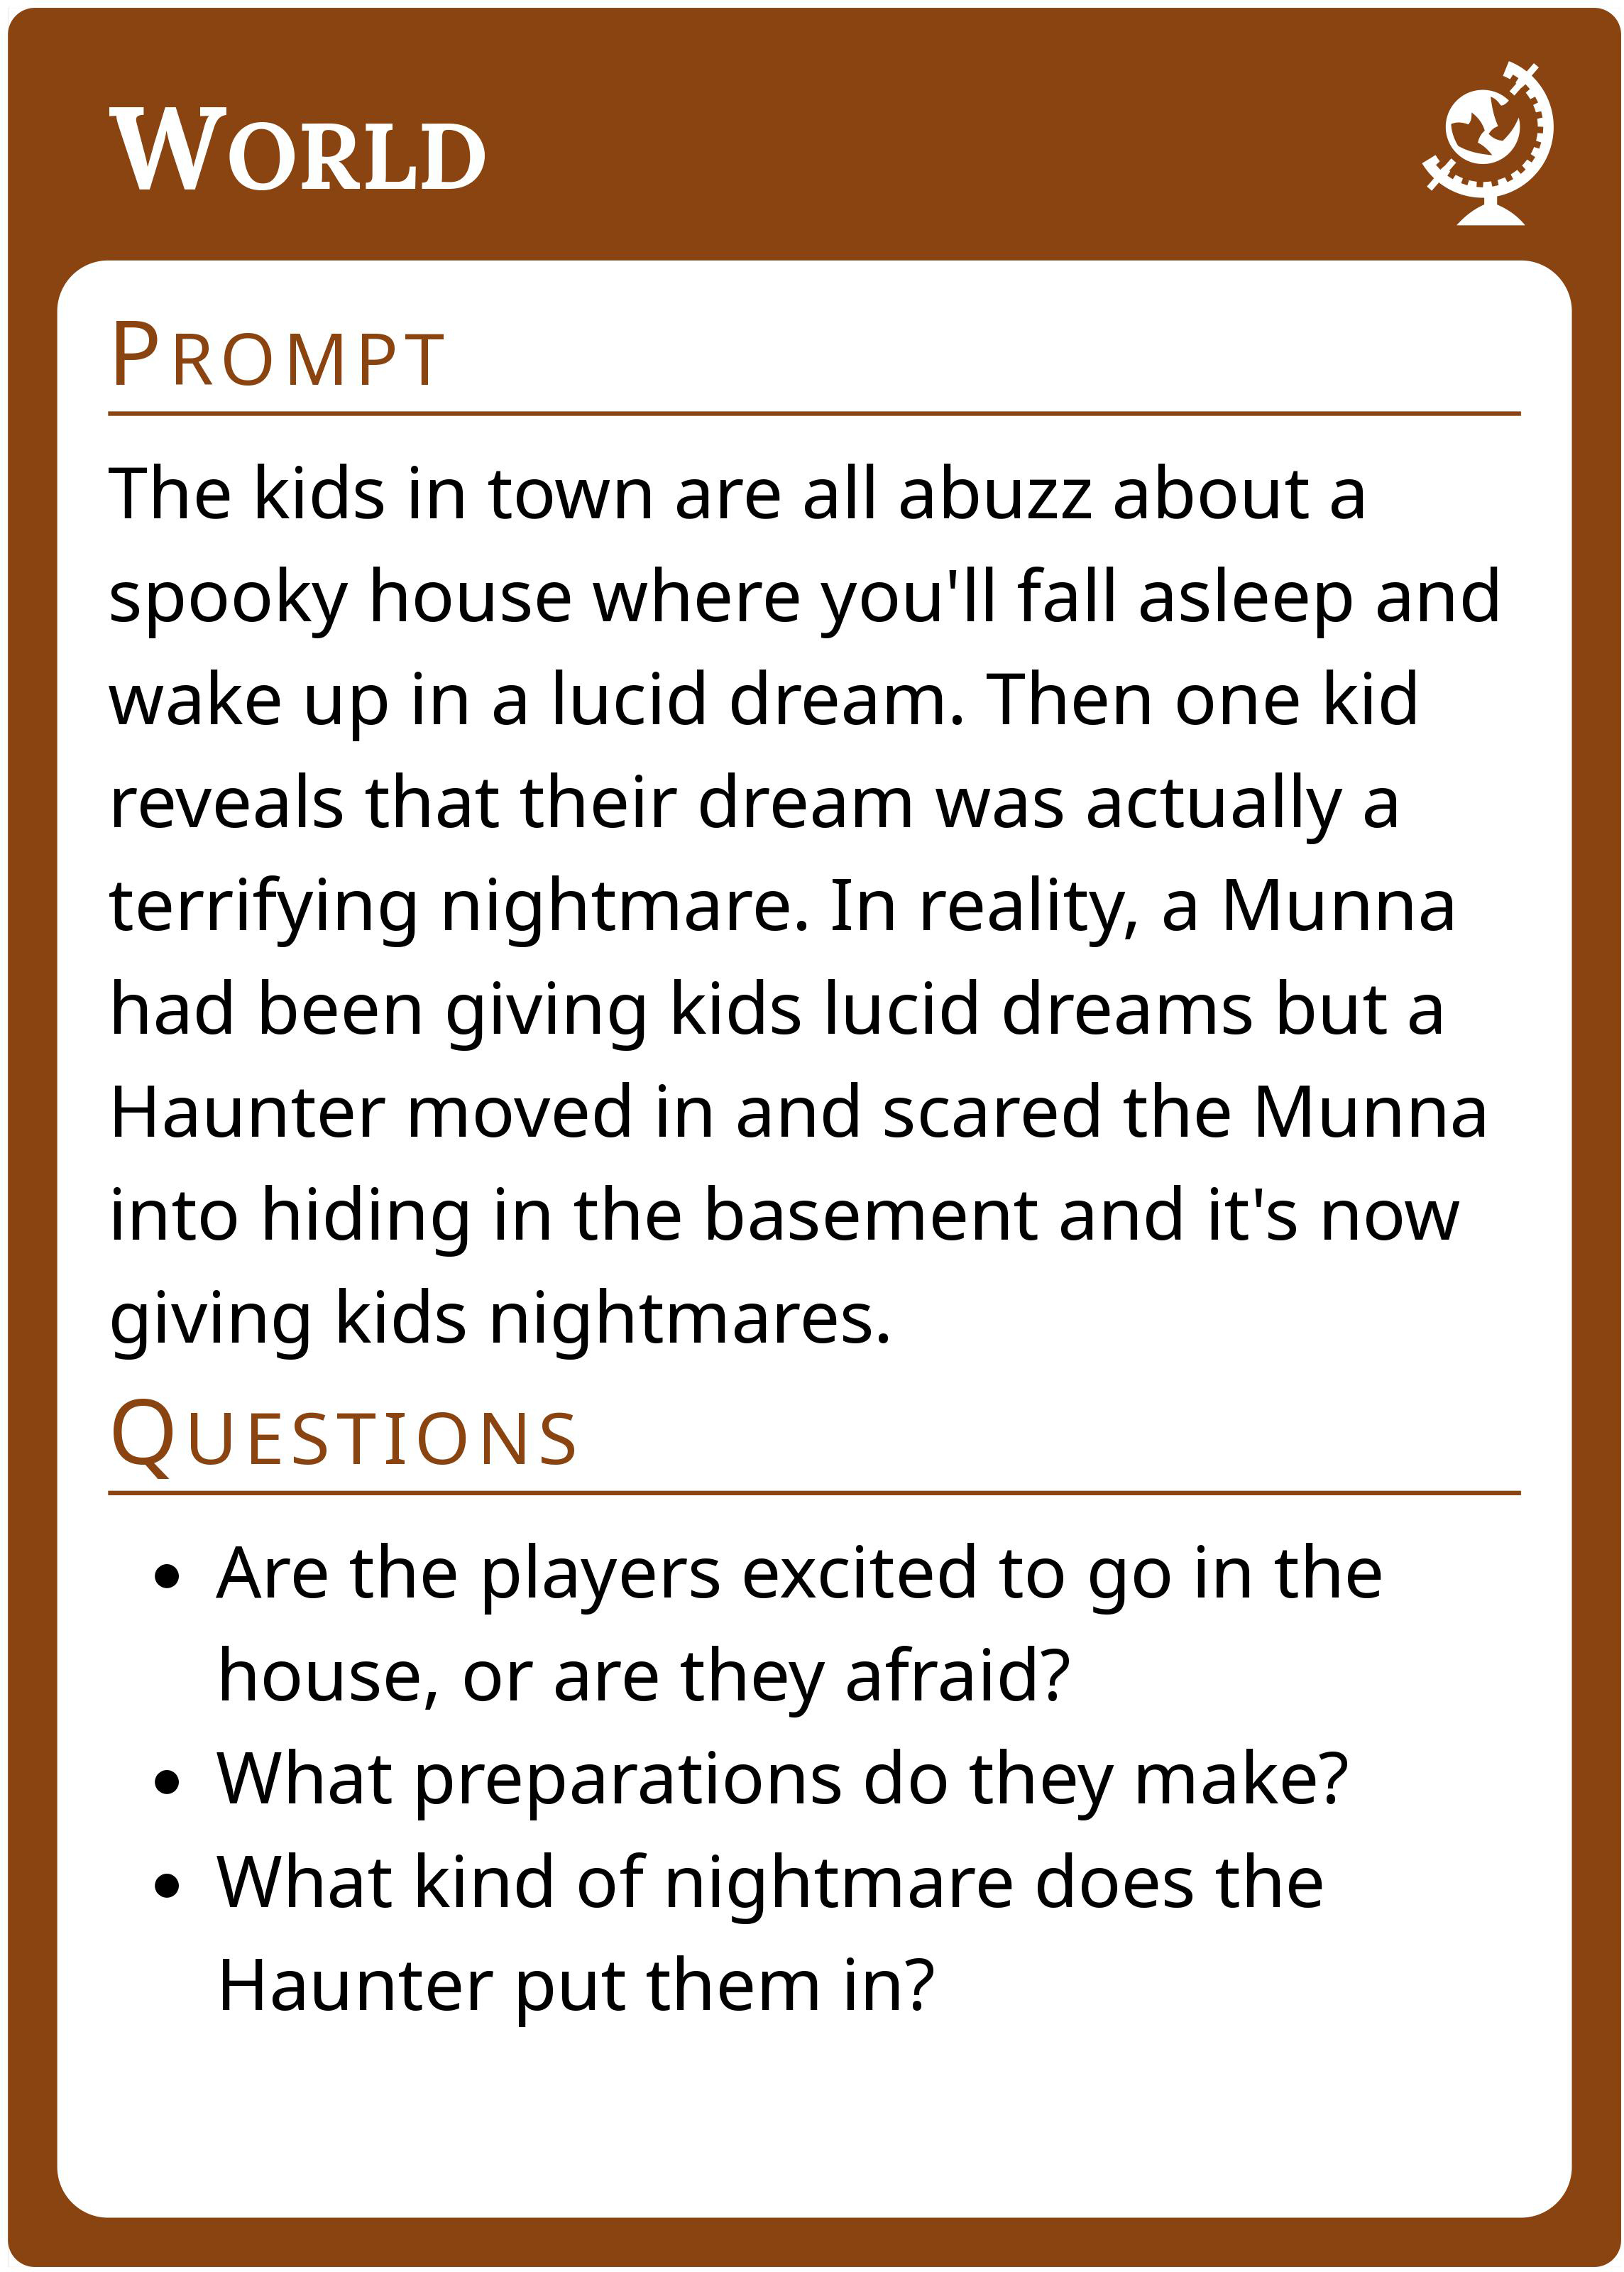 World
Prompt
The kids in town are all abuzz about a
spooky house where you'll fall asleep and
wake up in a lucid dream. Then one kid
reveals that their dream was actually a
terrifying nightmare. In reality, a Munna
had been giving kids lucid dreams but a
Haunter moved in and scared the Munna
into hiding in the basement and it's now
giving kids nightmares.
Questions
• Are the players excited to go in the
house, or are they afraid?
• What preparations do they make?
• What kind of nightmare does the
Haunter put them in?